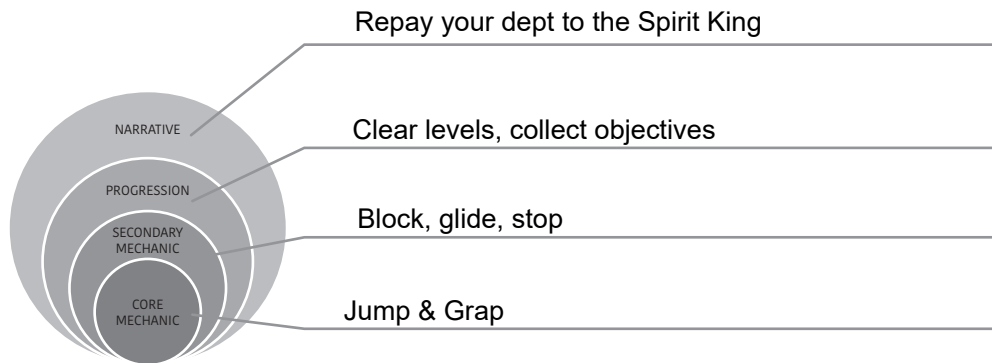 Repay your dept to the Spirit King
NARRATIVE
Clear levels, collect objectives
PROGRESSION
Block, glide, stop
SECONDARY
MECHANIC
Jump & Grap
CORE
MECHANIC